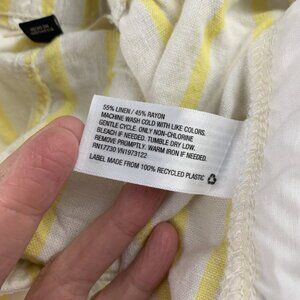 55% LINEN / 45% RAYON
MACHINE WASH COLD WITH LIKE COLORS.
GENTLE CYCLE. ONLY NON-CHLORINE
BLEACH IF NEEDED. TUMBLE DRY LOW.
REMOVE PROMPTLY. WARM IRON IF NEEDED.
RN17730 VN1973122
LABEL MADE FROM 100% RECYCLED PLASTIC